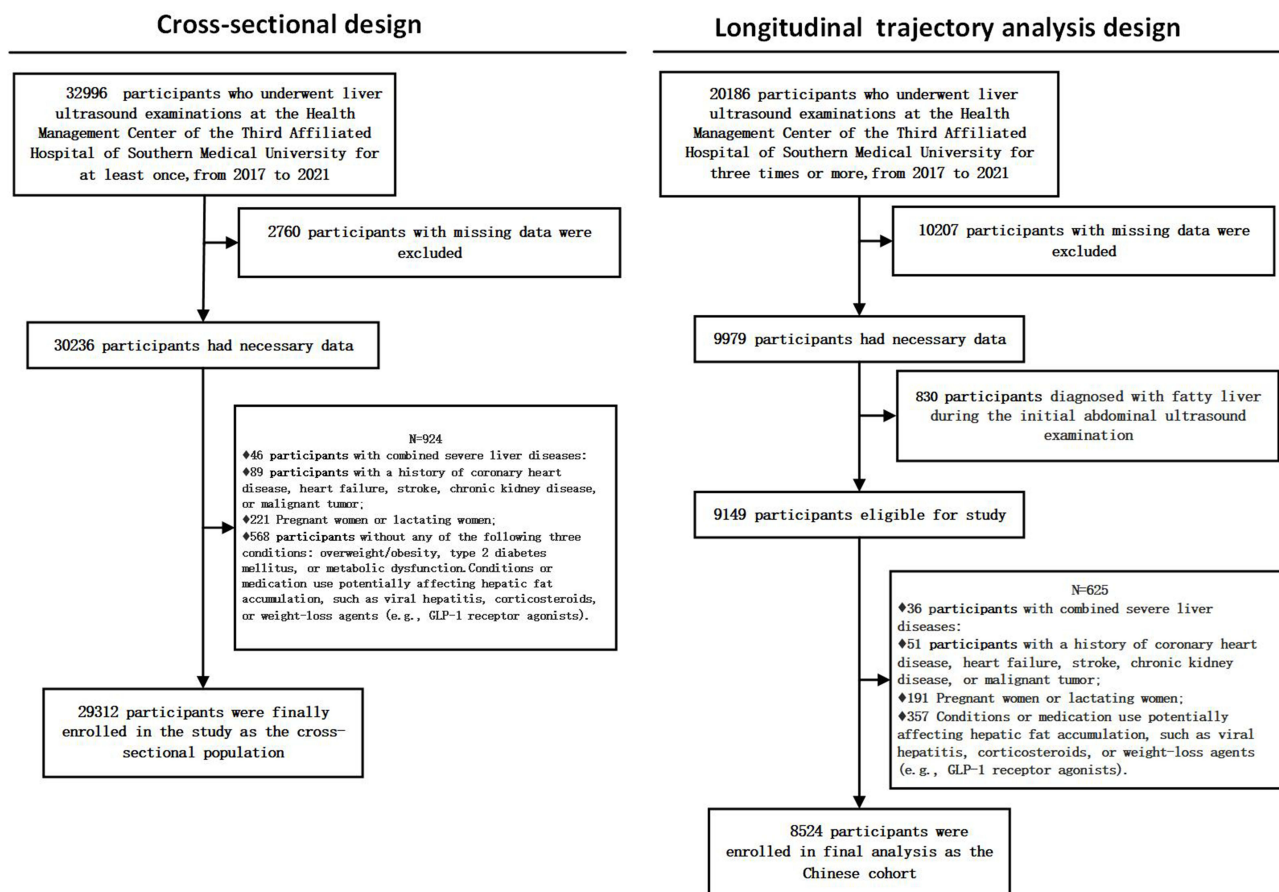 Cross-sectional design
32996 participants who underwent liver
ultrasound examinations at the Health
Management Center of the Third Affiliated
Hospital of Southern Medical University for
at least once,from 2017 to 2021
2760 participants with missing data were
excluded
30236 participants had necessary data
N=924
♦46 participants with combined severe liver diseases:
♦89 participants with a history of coronary heart
disease, heart failure, stroke, chronic kidney disease,
or malignant tumor;
♦221 Pregnant women or lactating women;
♦568 participants without any of the following three
conditions: overweight/obesity, type 2 diabetes
mellitus, or metabolic dysfunction.Conditions or
medication use potentially affecting hepatic fat
accumulation, such as viral hepatitis, corticosteroids,
or weight-loss agents (e.g., GLP-1 receptor agonists).
29312 participants were finally
enrolled in the study as the cross-
sectional population
Longitudinal trajectory analysis design
20186 participants who underwent liver
ultrasound examinations at the Health
Management Center of the Third Affiliated
Hospital of Southern Medical University for
three times or more,from 2017 to 2021
10207 participants with missing data were
excluded
9979 participants had necessary data
830 participants diagnosed with fatty liver
during the initial abdominal ultrasound
examination
9149 participants eligible for study
N=625
♦36 participants with combined severe liver
diseases:
♦51 participants with a history of coronary heart
disease, heart failure, stroke, chronic kidney
disease, or malignant tumor;
♦191 Pregnant women or lactating women;
♦357 Conditions or medication use potentially
affecting hepatic fat accumulation, such as viral
hepatitis, corticosteroids, or weight-loss agents
(e.g., GLP-1 receptor agonists).
8524 participants were
enrolled in final analysis as the
Chinese cohort